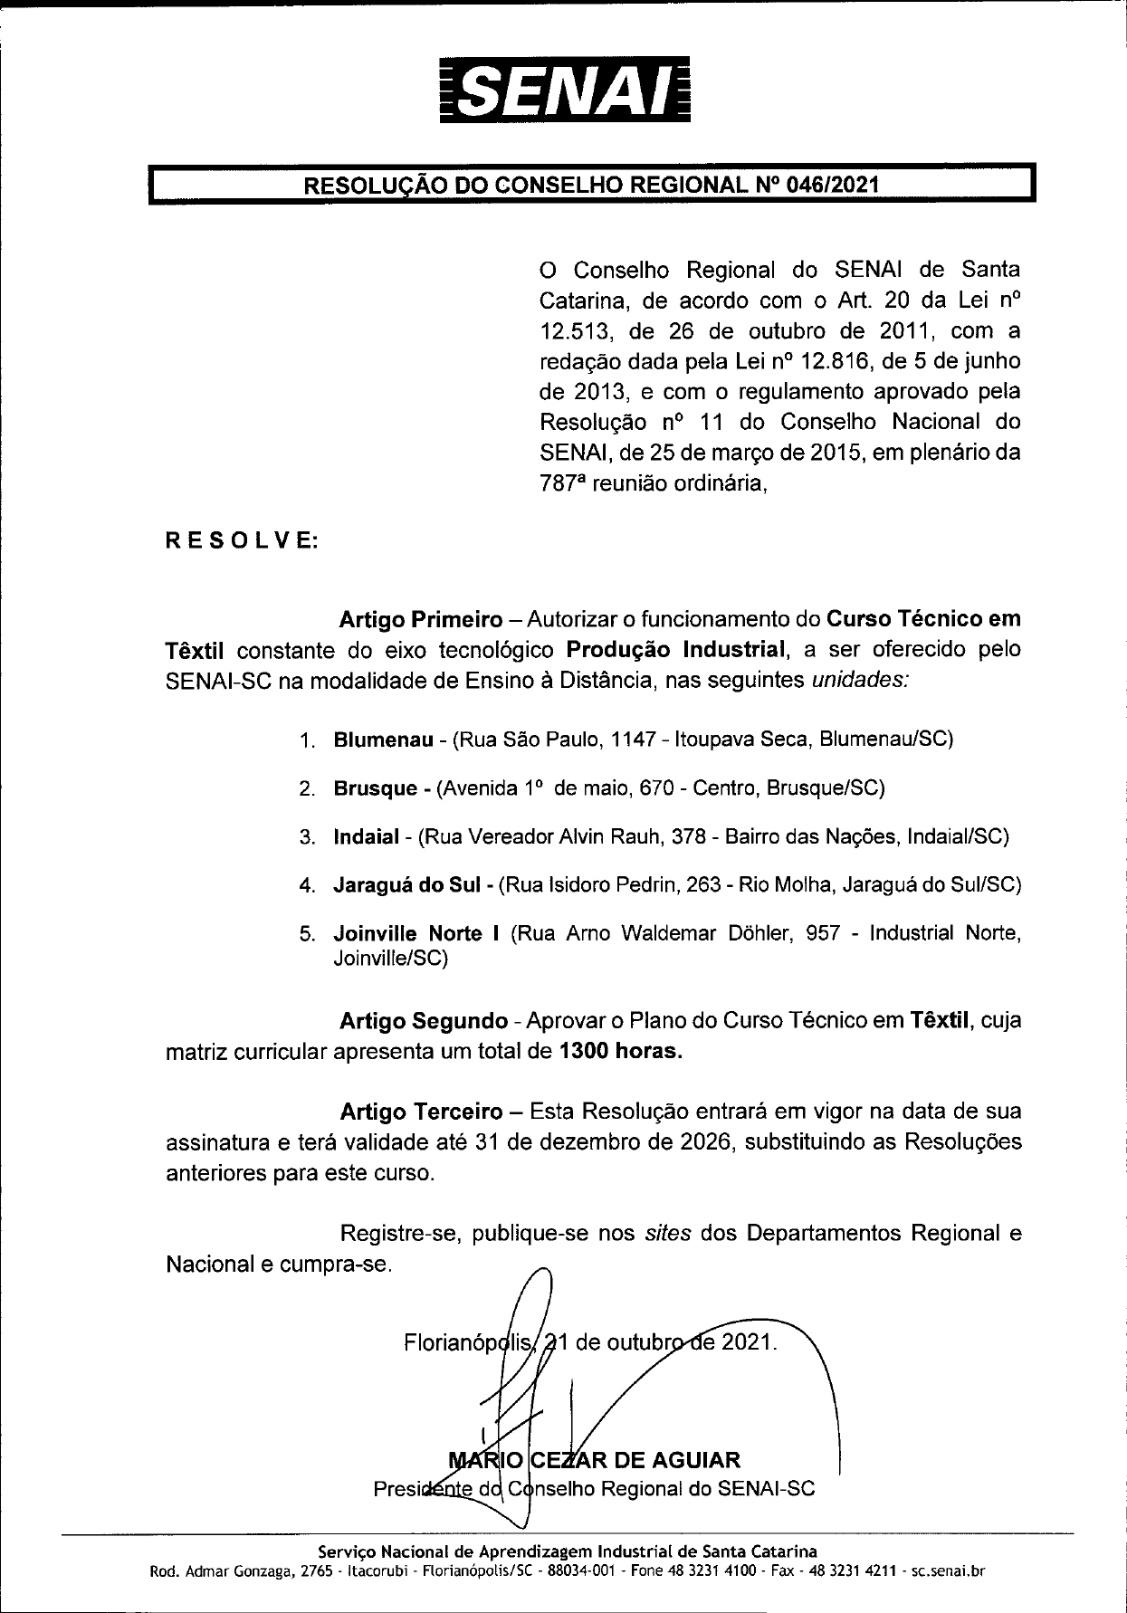 SENAI
RESOLUÇÃO DO CONSELHO REGIONAL Nº 046/2021
O Conselho Regional do SENAI de Santa
Catarina, de acordo com o Art. 20 da Lei nº
12.513, de 26 de outubro de 2011, com a
redação dada pela Lei nº 12.816, de 5 de junho
de 2013, e com o regulamento aprovado pela
Resolução nº 11 do Conselho Nacional do
SENAI, de 25 de março de 2015, em plenário da
787ª reunião ordinária,
R E S O L V E:
Artigo Primeiro – Autorizar o funcionamento do Curso Técnico em
Têxtil constante do eixo tecnológico Produção Industrial, a ser oferecido pelo
SENAI-SC na modalidade de Ensino à Distância, nas seguintes unidades:
1. Blumenau - (Rua São Paulo, 1147 - Itoupava Seca, Blumenau/SC)
2. Brusque - (Avenida 1º de maio, 670 - Centro, Brusque/SC)
3. Indaial - (Rua Vereador Alvin Rauh, 378 - Bairro das Nações, Indaial/SC)
4. Jaraguá do Sul - (Rua Isidoro Pedrin, 263 - Rio Molha, Jaraguá do Sul/SC)
5. Joinville Norte I (Rua Arno Waldemar Döhler, 957 - Industrial Norte,
Joinville/SC)
Artigo Segundo - Aprovar o Plano do Curso Técnico em Têxtil, cuja
matriz curricular apresenta um total de 1300 horas.
Artigo Terceiro – Esta Resolução entrará em vigor na data de sua
assinatura e terá validade até 31 de dezembro de 2026, substituindo as Resoluções
anteriores para este curso.
Registre-se, publique-se nos sites dos Departamentos Regional e
Nacional e cumpra-se.
Florianópolis, 21 de outubro de 2021.
MARIO CEZAR DE AGUIAR
Presidente do Conselho Regional do SENAI-SC
Serviço Nacional de Aprendizagem Industrial de Santa Catarina
Rod. Admar Gonzaga, 2765 - Itacorubi - Florianópolis/SC - 88034-001 - Fone 48 3231 4100 - Fax - 48 3231 4211 - sc.senai.br